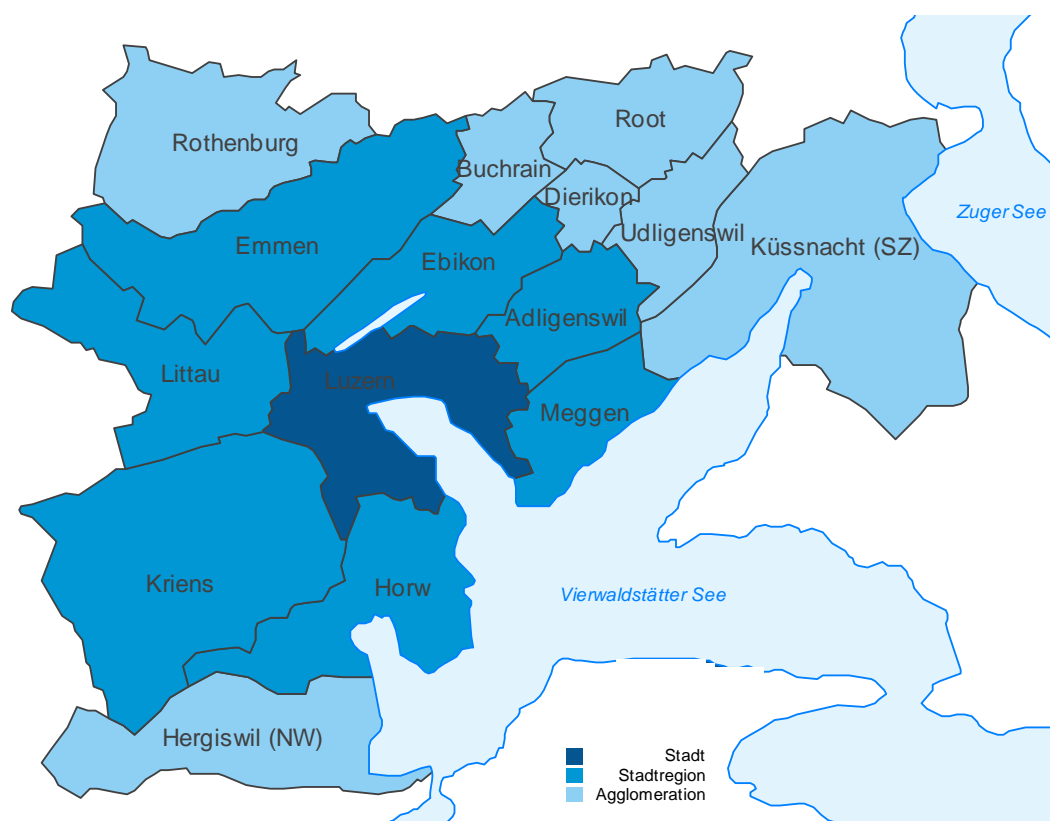 Root
Rothenburg
Buchrain
Dierikon
Udligenswil
Zuger See
Emmen
Küssnacht (SZ)
Ebikon
Adligenswil
Littau
Luzern
Meggen
Kriens
Horw
Vierwaldstätter See
Hergiswil (NW)
Stadt
Stadtregion
Agglomeration